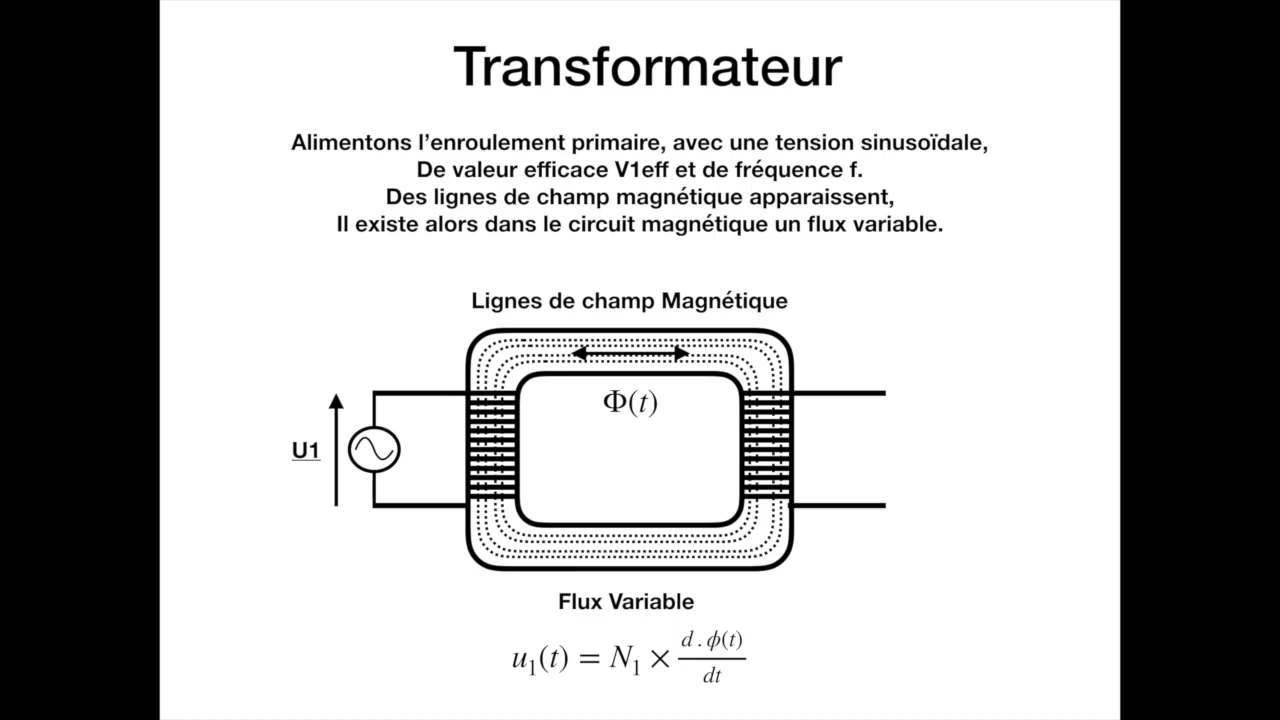 Transformateur
Alimentons l’enroulement primaire, avec une tension sinusoïdale,
De valeur efficace V1eff et de fréquence f.
Des lignes de champ magnétique apparaissent,
Il existe alors dans le circuit magnétique un flux variable.
Lignes de champ Magnétique
Φ(t)
U1
Flux Variable
u₁(t) = N₁ × d . ϕ(t) / dt